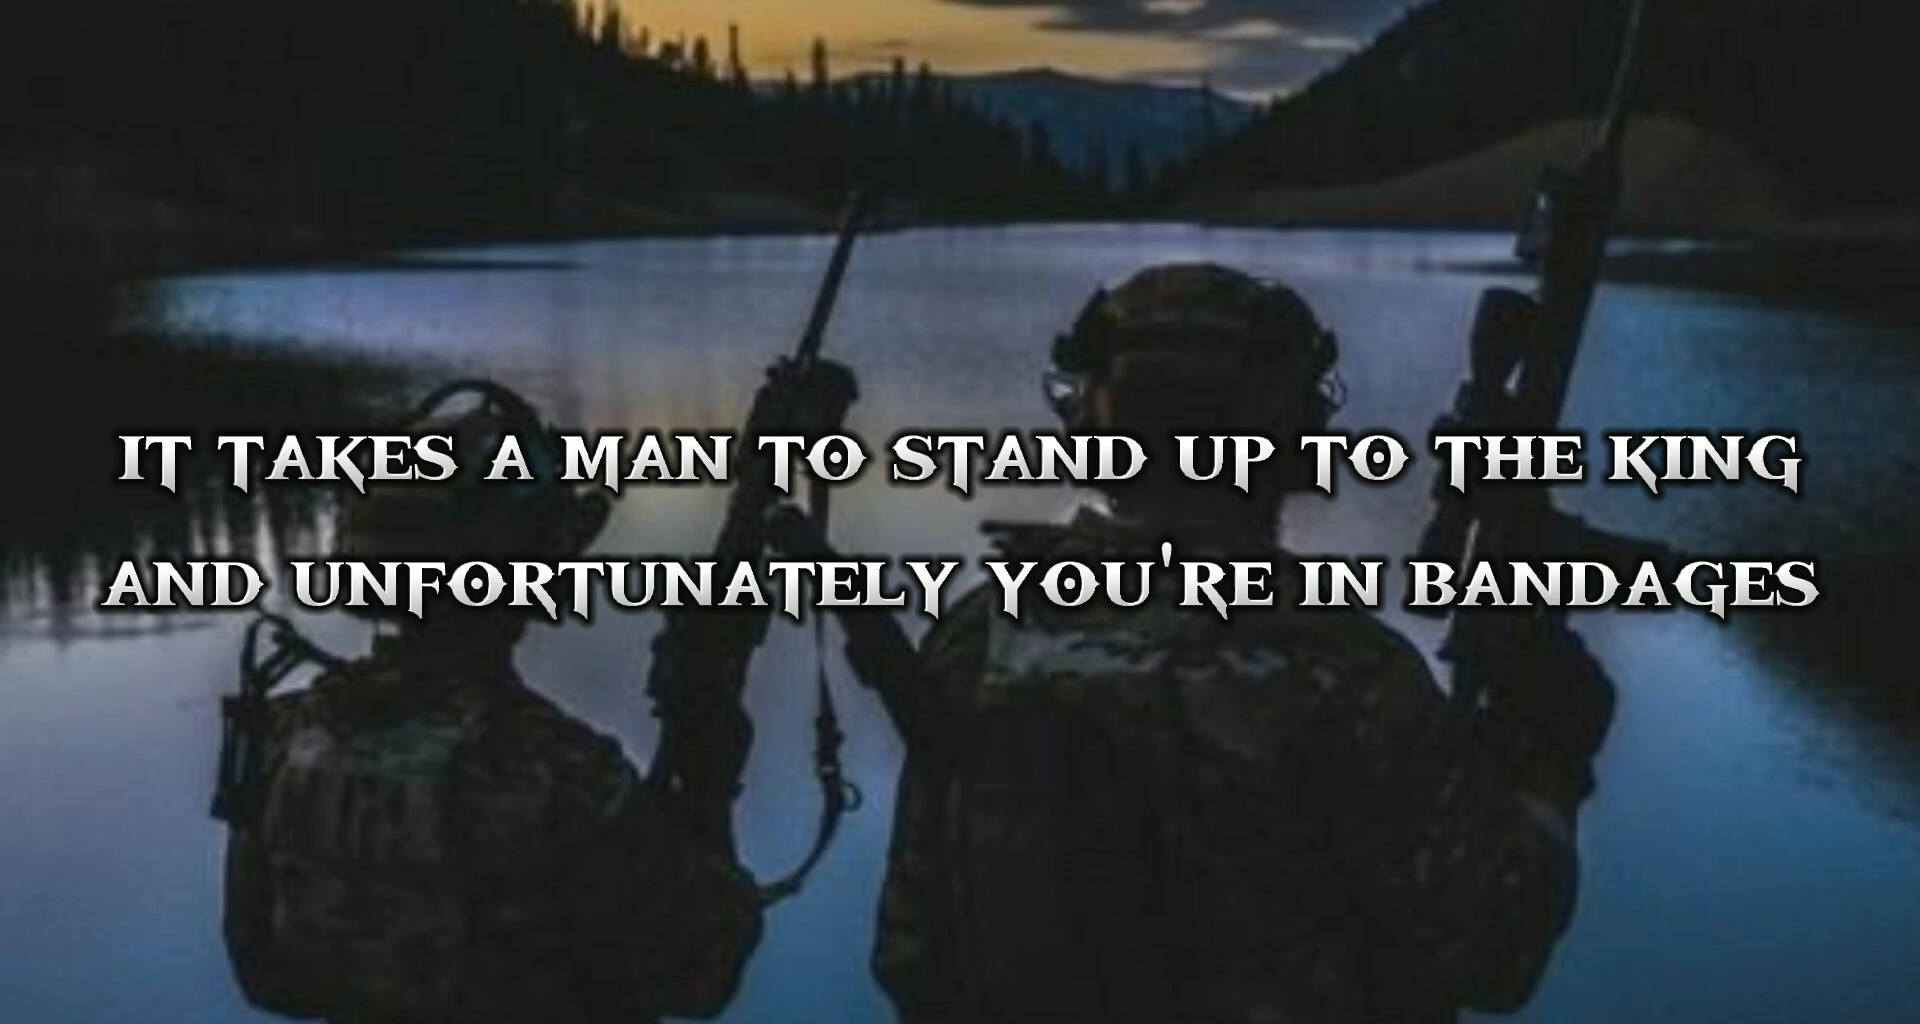 IT TAKES A MAN TO STAND UP TO THE KING
AND UNFORTUNATELY YOU'RE IN BANDAGES